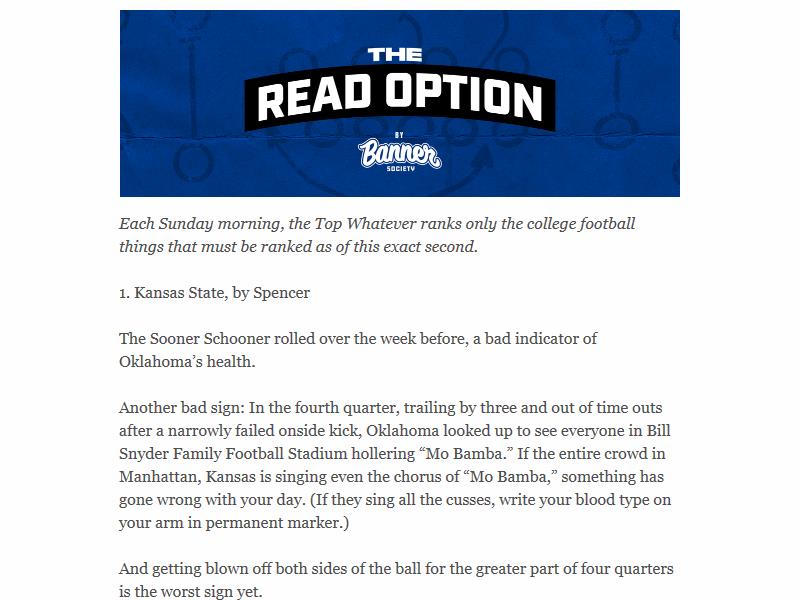 THE
READ OPTION
BY
Banner
SOCIETY
Each Sunday morning, the Top Whatever ranks only the college football
things that must be ranked as of this exact second.
1. Kansas State, by Spencer
The Sooner Schooner rolled over the week before, a bad indicator of
Oklahoma’s health.
Another bad sign: In the fourth quarter, trailing by three and out of time outs
after a narrowly failed onside kick, Oklahoma looked up to see everyone in Bill
Snyder Family Football Stadium hollering “Mo Bamba.” If the entire crowd in
Manhattan, Kansas is singing even the chorus of “Mo Bamba,” something has
gone wrong with your day. (If they sing all the cusses, write your blood type on
your arm in permanent marker.)
And getting blown off both sides of the ball for the greater part of four quarters
is the worst sign yet.